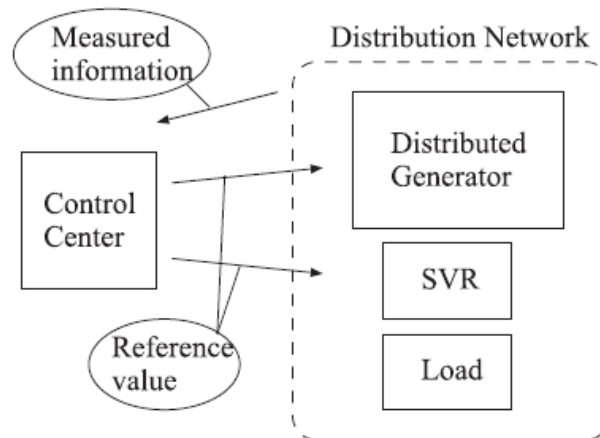 Measured
information
Distribution Network
Distributed
Generator
Control
Center
SVR
Reference
value
Load